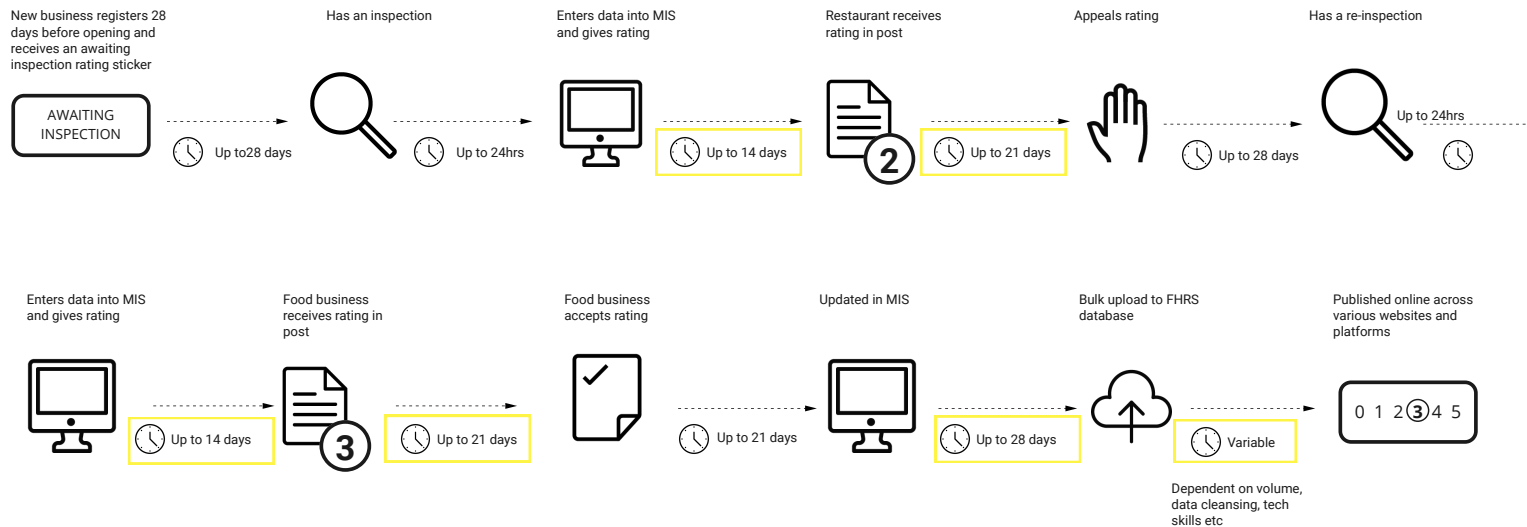 New business registers 28
days before opening and
receives an awaiting
inspection rating sticker
AWAITING
INSPECTION
Up to28 days
Has an inspection
Up to 24hrs
Enters data into MIS
and gives rating
Up to 14 days
Restaurant receives
rating in post
2
Up to 21 days
Appeals rating
Up to 28 days
Has a re-inspection
Up to 24hrs
Enters data into MIS
and gives rating
Up to 14 days
Food business
receives rating in
post
3
Up to 21 days
Food business
accepts rating
Up to 21 days
Updated in MIS
Up to 28 days
Bulk upload to FHRS
database
Variable
Dependent on volume,
data cleansing, tech
skills etc
Published online across
various websites and
platforms
0 1 2 3 4 5